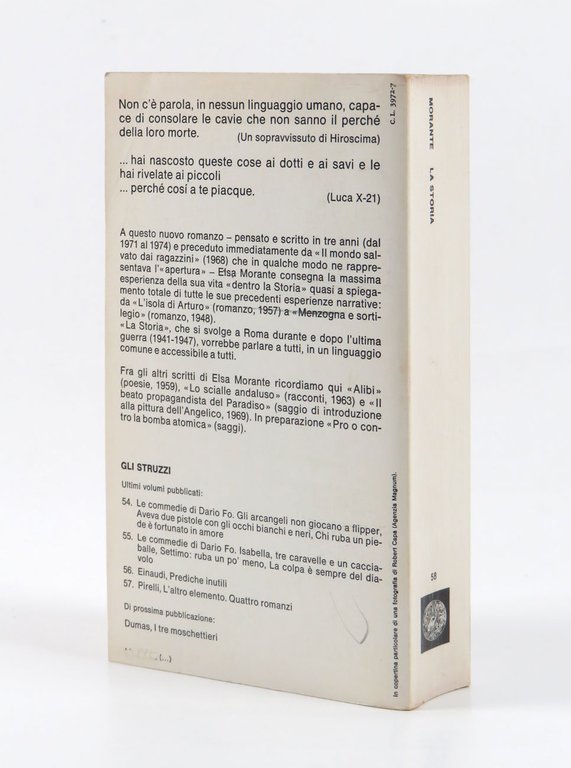 Non c'è parola, in nessun linguaggio umano, capa-
ce di consolare le cavie che non sanno il perché
della loro morte.
(Un sopravvissuto di Hiroscima)
... hai nascosto queste cose ai dotti e ai savi e le
hai rivelate ai piccoli
... perché cosí a te piacque.
(Luca X-21)
A questo nuovo romanzo – pensato e scritto in tre anni (dal
1971 al 1974) e preceduto immediatamente da «Il mondo sal-
vato dai ragazzini» (1968) che in qualche modo ne rappre-
sentava l'«apertura» – Elsa Morante consegna la massima
esperienza della sua vita «dentro la Storia» quasi a spiega-
mento totale di tutte le sue precedenti esperienze narrative:
da «L'isola di Arturo» (romanzo, 1957) a «Menzogna e sorti-
legio» (romanzo, 1948).
«La Storia», che si svolge a Roma durante e dopo l'ultima
guerra (1941-1947), vorrebbe parlare a tutti, in un linguaggio
comune e accessibile a tutti.
Fra gli altri scritti di Elsa Morante ricordiamo qui «Alibi»
(poesie, 1959), «Lo scialle andaluso» (racconti, 1963) e «Il
beato propagandista del Paradiso» (saggio di introduzione
alla pittura dell'Angelico, 1969). In preparazione «Pro o con-
tro la bomba atomica» (saggi).
GLI STRUZZI
Ultimi volumi pubblicati:
54. Le commedie di Dario Fo. Gli arcangeli non giocano a flipper,
Aveva due pistole con gli occhi bianchi e neri, Chi ruba un pie-
de è fortunato in amore
55. Le commedie di Dario Fo. Isabella, tre caravelle e un caccia-
balle, Settimo: ruba un po' meno, La colpa è sempre del dia-
volo
56. Einaudi, Prediche inutili
57. Pirelli, L'altro elemento. Quattro romanzi
Di prossima pubblicazione:
Dumas, I tre moschettieri
(...)
c. L. 3972-7
In copertina particolare di una fotografia di Robert Capa (Agenzia Magnum).
MORANTE LA STORIA
58